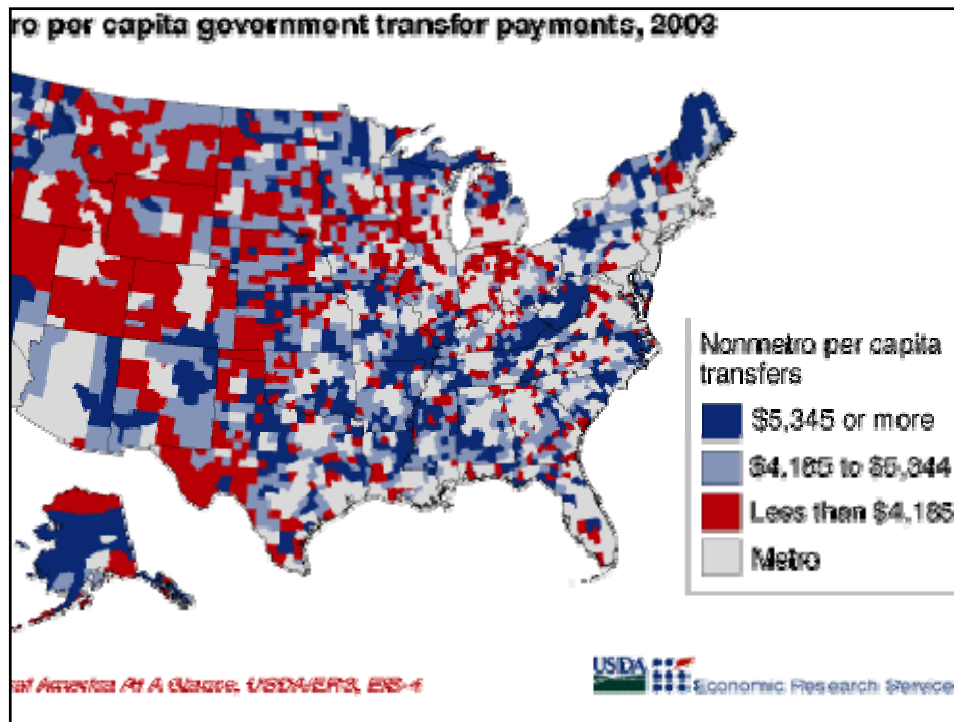 ro per capita government transfer payments, 2003
Nonmetro per capita
transfers
$5,345 or more
$4,185 to $5,344
Less than $4,185
Metro
al America At A Glance, USDA/ERS, EIB-4
USDA
Economic Research Service